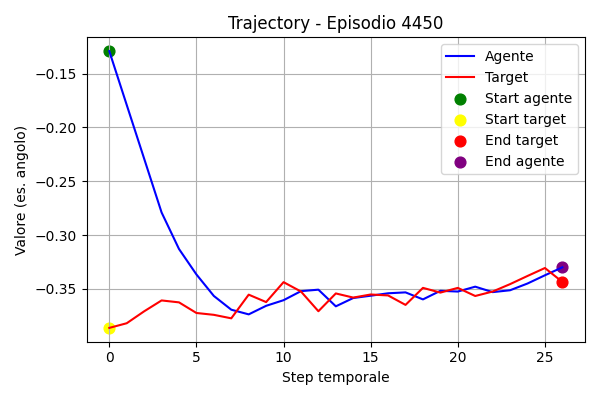 Trajectory - Episodio 4450
Valore (es. angolo)
−0.15
−0.20
−0.25
−0.30
−0.35
Agente
Target
Start agente
Start target
End target
End agente
0
5
10
15
20
25
Step temporale